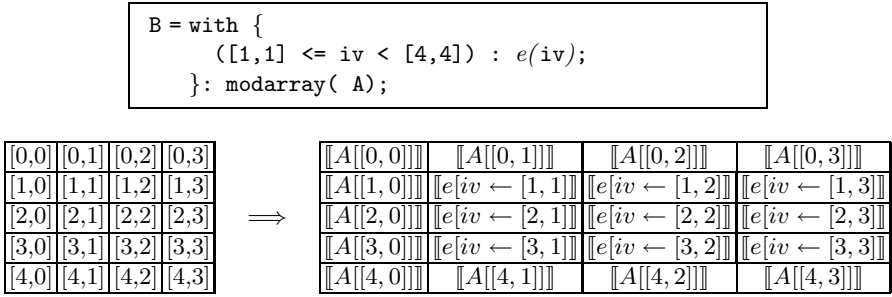 B = with {
([1,1] <= iv < [4,4]) : e(iv);
}: modarray( A);
[0,0] [0,1] [0,2] [0,3] ⟦A[[0, 0]]⟧ ⟦A[[0, 1]]⟧ ⟦A[[0, 2]]⟧ ⟦A[[0, 3]]⟧
[1,0] [1,1] [1,2] [1,3] ⟦A[[1, 0]]⟧ ⟦e[iv ← [1, 1]]⟧ ⟦e[iv ← [1, 2]]⟧ ⟦e[iv ← [1, 3]]⟧
[2,0] [2,1] [2,2] [2,3] ⟹ ⟦A[[2, 0]]⟧ ⟦e[iv ← [2, 1]]⟧ ⟦e[iv ← [2, 2]]⟧ ⟦e[iv ← [2, 3]]⟧
[3,0] [3,1] [3,2] [3,3] ⟦A[[3, 0]]⟧ ⟦e[iv ← [3, 1]]⟧ ⟦e[iv ← [3, 2]]⟧ ⟦e[iv ← [3, 3]]⟧
[4,0] [4,1] [4,2] [4,3] ⟦A[[4, 0]]⟧ ⟦A[[4, 1]]⟧ ⟦A[[4, 2]]⟧ ⟦A[[4, 3]]⟧